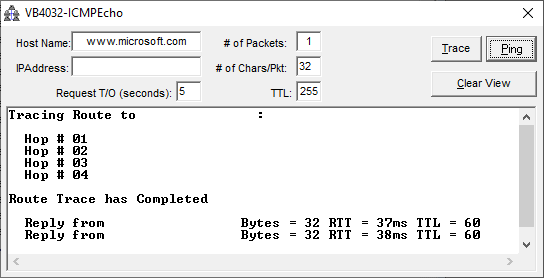 VB4032-ICMPEcho
Host Name: www.microsoft.com # of Packets: 1
Trace Ping
IPAddress: # of Chars/Pkt: 32
Request T/O (seconds): 5 TTL: 255
Clear View
Tracing Route to :
Hop # 01
Hop # 02
Hop # 03
Hop # 04
Route Trace has Completed
Reply from Bytes = 32 RTT = 37ms TTL = 60
Reply from Bytes = 32 RTT = 38ms TTL = 60